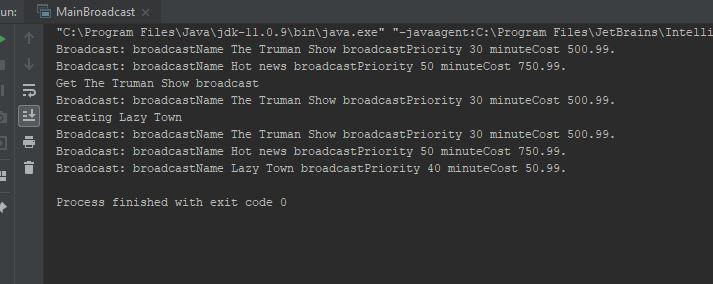 un: MainBroadcast ×
"C:\Program Files\Java\jdk-11.0.9\bin\java.exe" "-javaagent:C:\Program Files\JetBrains\Intelli
Broadcast: broadcastName The Truman Show broadcastPriority 30 minuteCost 500.99.
Broadcast: broadcastName Hot news broadcastPriority 50 minuteCost 750.99.
Get The Truman Show broadcast
Broadcast: broadcastName The Truman Show broadcastPriority 30 minuteCost 500.99.
creating Lazy Town
Broadcast: broadcastName The Truman Show broadcastPriority 30 minuteCost 500.99.
Broadcast: broadcastName Hot news broadcastPriority 50 minuteCost 750.99.
Broadcast: broadcastName Lazy Town broadcastPriority 40 minuteCost 50.99.
Process finished with exit code 0